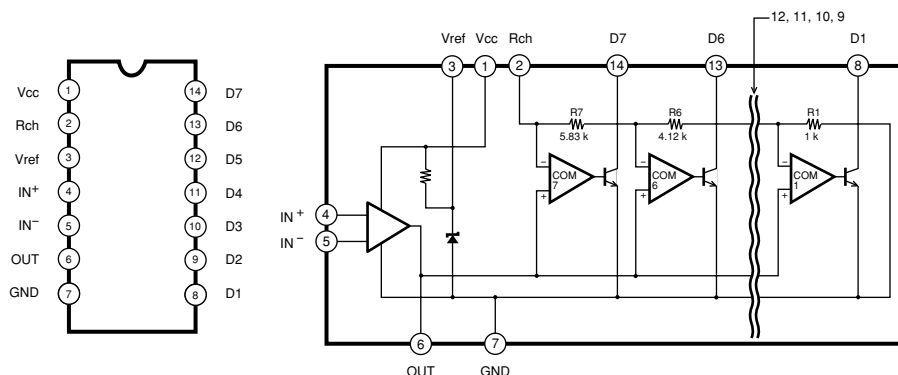 Vcc 1 14 D7
Rch 2 13 D6
Vref 3 12 D5
IN+ 4 11 D4
IN− 5 10 D3
OUT 6 9 D2
GND 7 8 D1
12, 11, 10, 9
Vref Vcc Rch D7 D6 D1
3 1 2 14 13 8
R7 R6 R1
5.83 k 4.12 k 1 k
− − −
COM COM COM
7 6 1
+ + +
IN+ 4
IN− 5
6 7
OUT GND